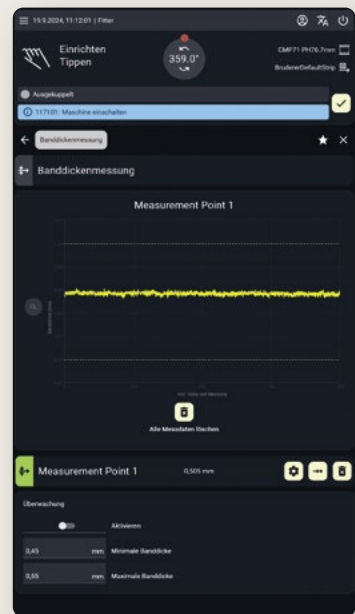 19.9.2024, 11:12:01 | Fitter
Einrichten
Tippen
359.0°
CMP71 PH76.7mm
BrudererDefaultStrip
Ausgekuppelt
117101: Maschine einschalten
Banddickenmessung
Banddickenmessung
Measurement Point 1
Alle Messdaten löschen
Measurement Point 1
0,505 mm
Überwachung
Aktivieren
0,45 mm Minimale Banddicke
0,55 mm Maximale Banddicke